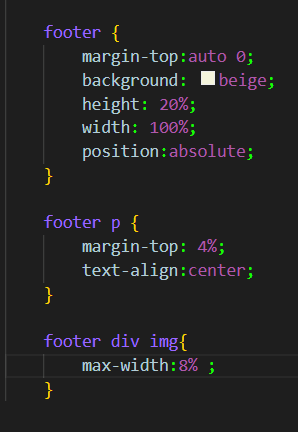 footer {
margin-top:auto 0;
background: beige;
height: 20%;
width: 100%;
position:absolute;
}
footer p {
margin-top: 4%;
text-align:center;
}
footer div img{
max-width:8% ;
}